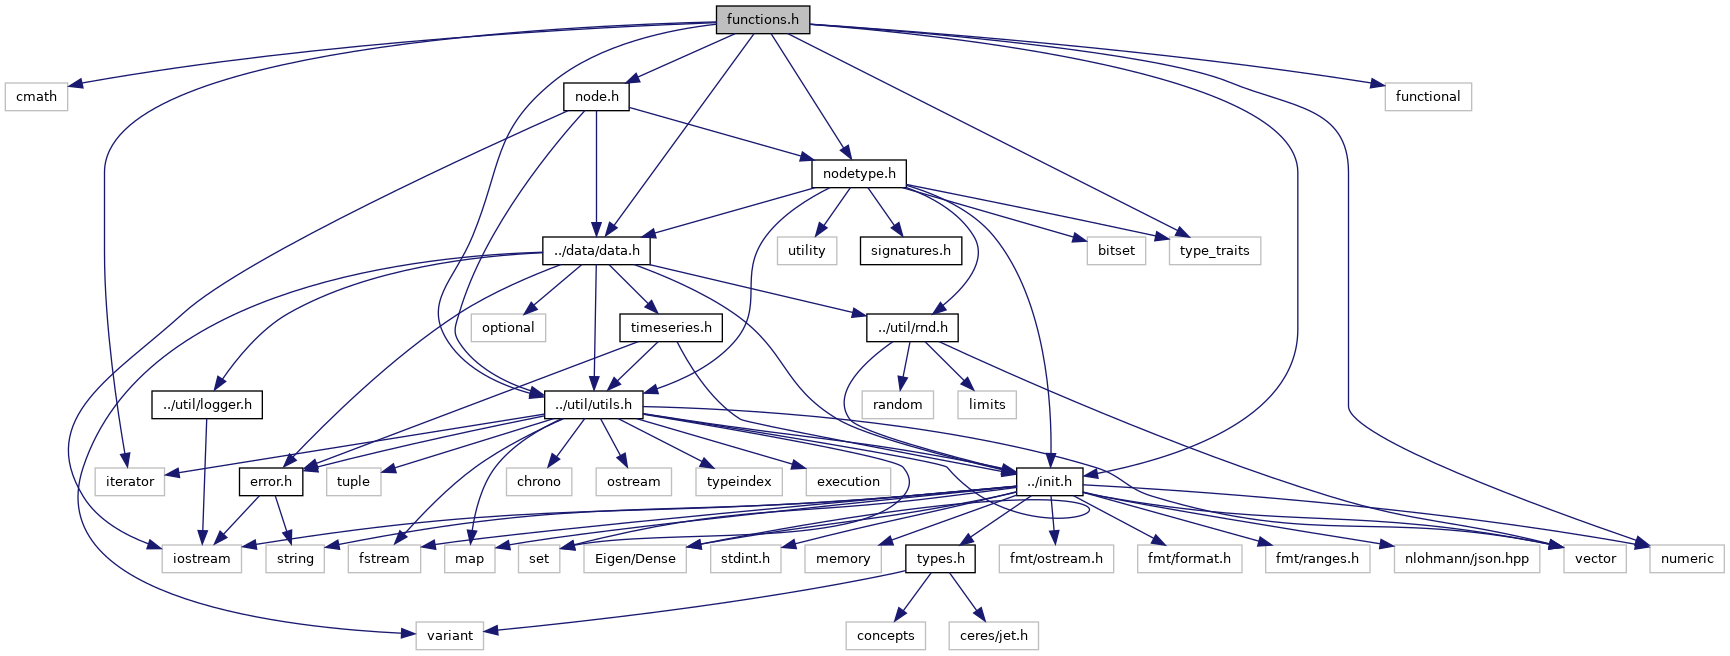 functions.h
cmath
node.h
functional
nodetype.h
../data/data.h
utility
signatures.h
bitset
type_traits
optional
timeseries.h
../util/rnd.h
../util/logger.h
../util/utils.h
random
limits
iterator
error.h
tuple
chrono
ostream
typeindex
execution
../init.h
iostream
string
fstream
map
set
Eigen/Dense
stdint.h
memory
types.h
fmt/ostream.h
fmt/format.h
fmt/ranges.h
nlohmann/json.hpp
vector
numeric
variant
concepts
ceres/jet.h